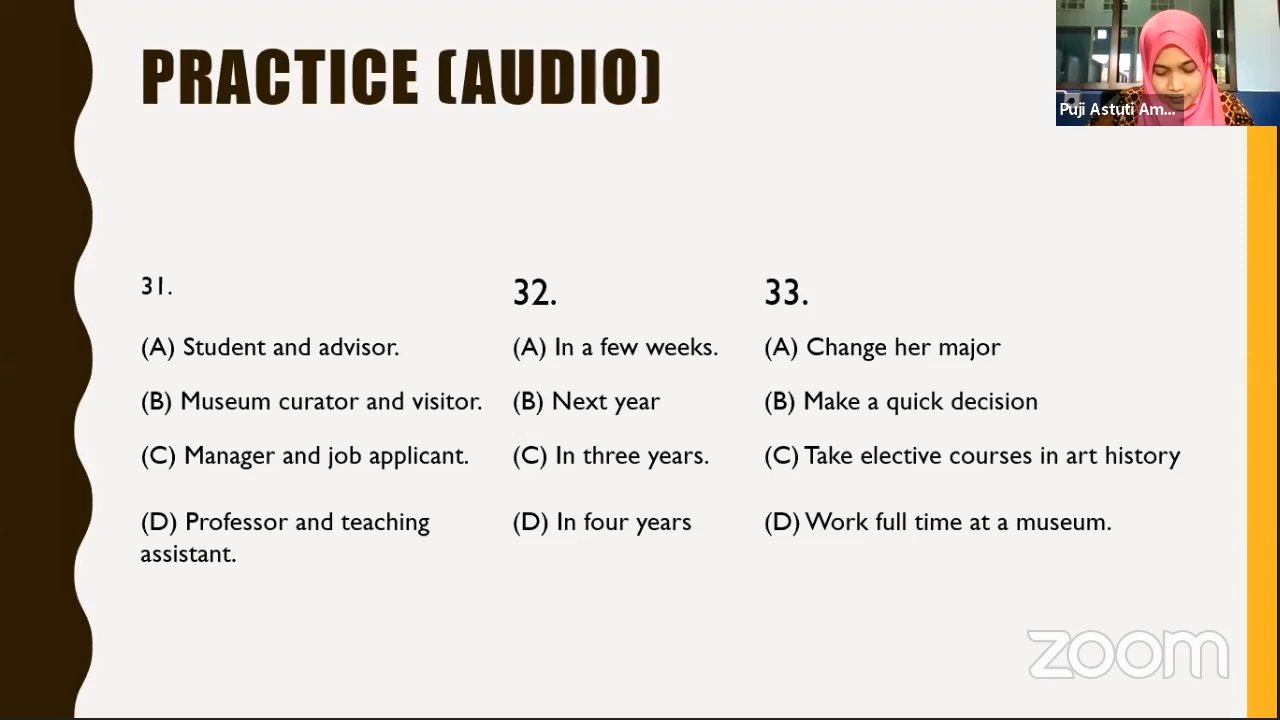 PRACTICE (AUDIO)
Puji Astuti Am...
31.
(A) Student and advisor.
(B) Museum curator and visitor.
(C) Manager and job applicant.
(D) Professor and teaching
assistant.
32.
(A) In a few weeks.
(B) Next year
(C) In three years.
(D) In four years
33.
(A) Change her major
(B) Make a quick decision
(C) Take elective courses in art history
(D) Work full time at a museum.
zoom